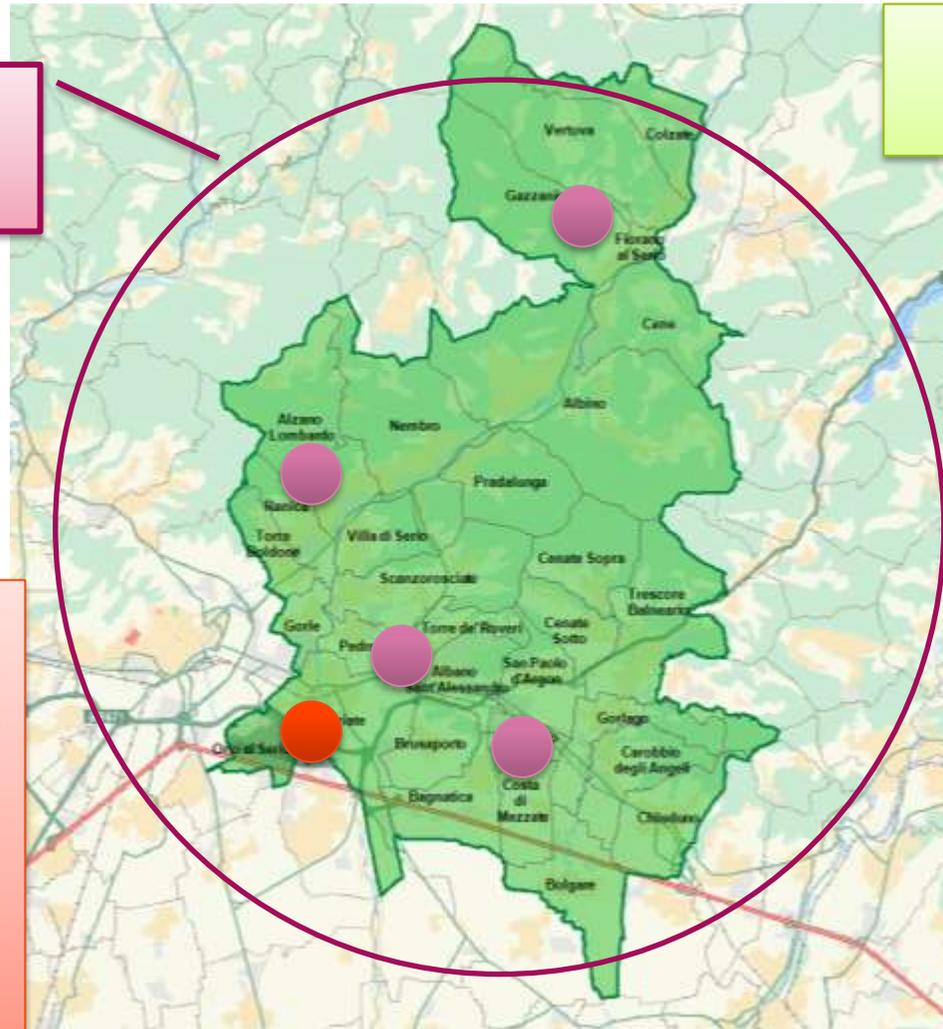 Vertova
Colzate
Fiorano
al Serio
Cene
Albino
Alzano
Lombardo
Nembro
Pradalunga
Ranica
Torre
Boldone
Villa di Serio
Cenate Sopra
Scanzorosciate
Trescore
Balneario
Gorle
Torre de' Roveri
Cenate
Sotto
San Paolo
d'Argon
Albano
Sant'Alessandro
Gorlago
Brusaporto
Carobbio
degli Angeli
Bagnatica
Costa
di
Mezzate
Chiuduno
Bolgare